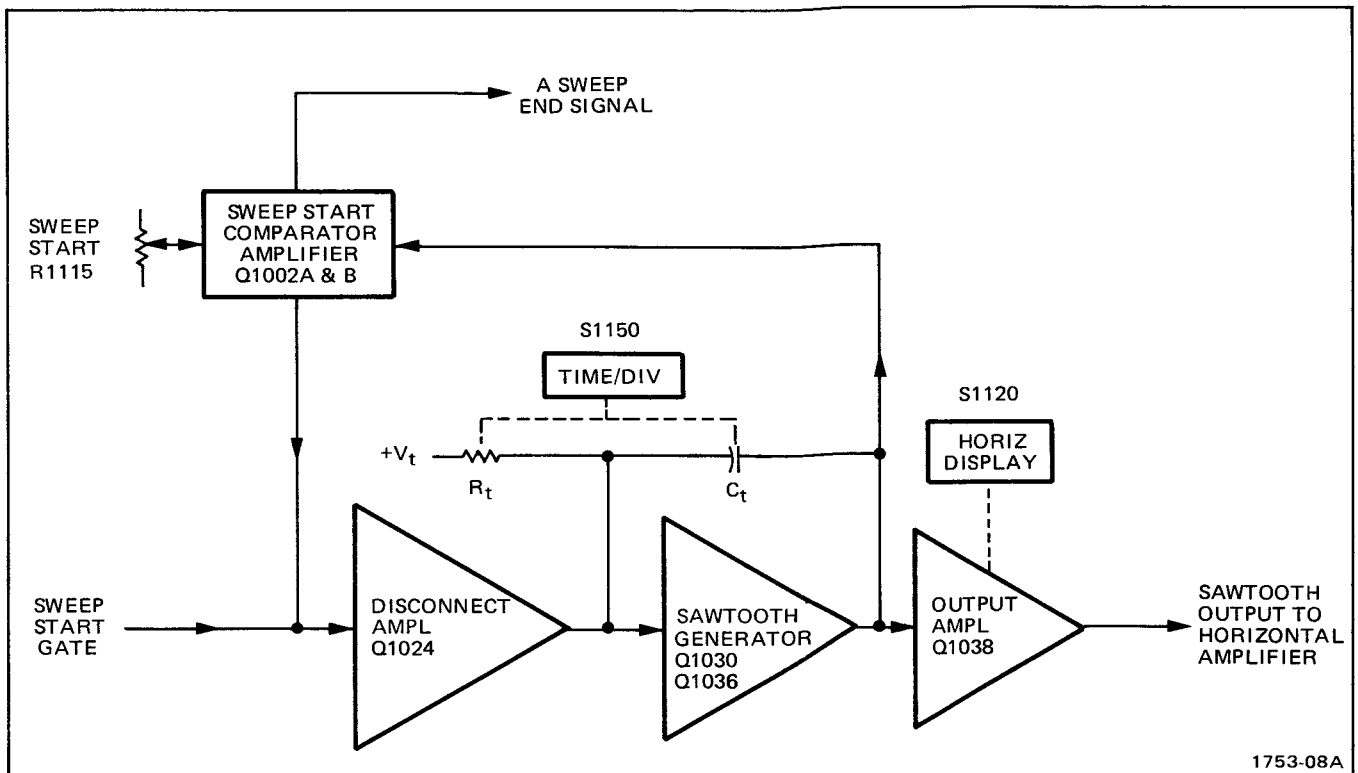 A SWEEP
END SIGNAL
SWEEP
START
R1115
SWEEP START
COMPARATOR
AMPLIFIER
Q1002A & B
S1150
TIME/DIV
S1120
HORIZ
DISPLAY
+Vt
Rt
Ct
SWEEP
START
GATE
DISCONNECT
AMPL
Q1024
SAWTOOTH
GENERATOR
Q1030
Q1036
OUTPUT
AMPL
Q1038
SAWTOOTH
OUTPUT TO
HORIZONTAL
AMPLIFIER
1753-08A